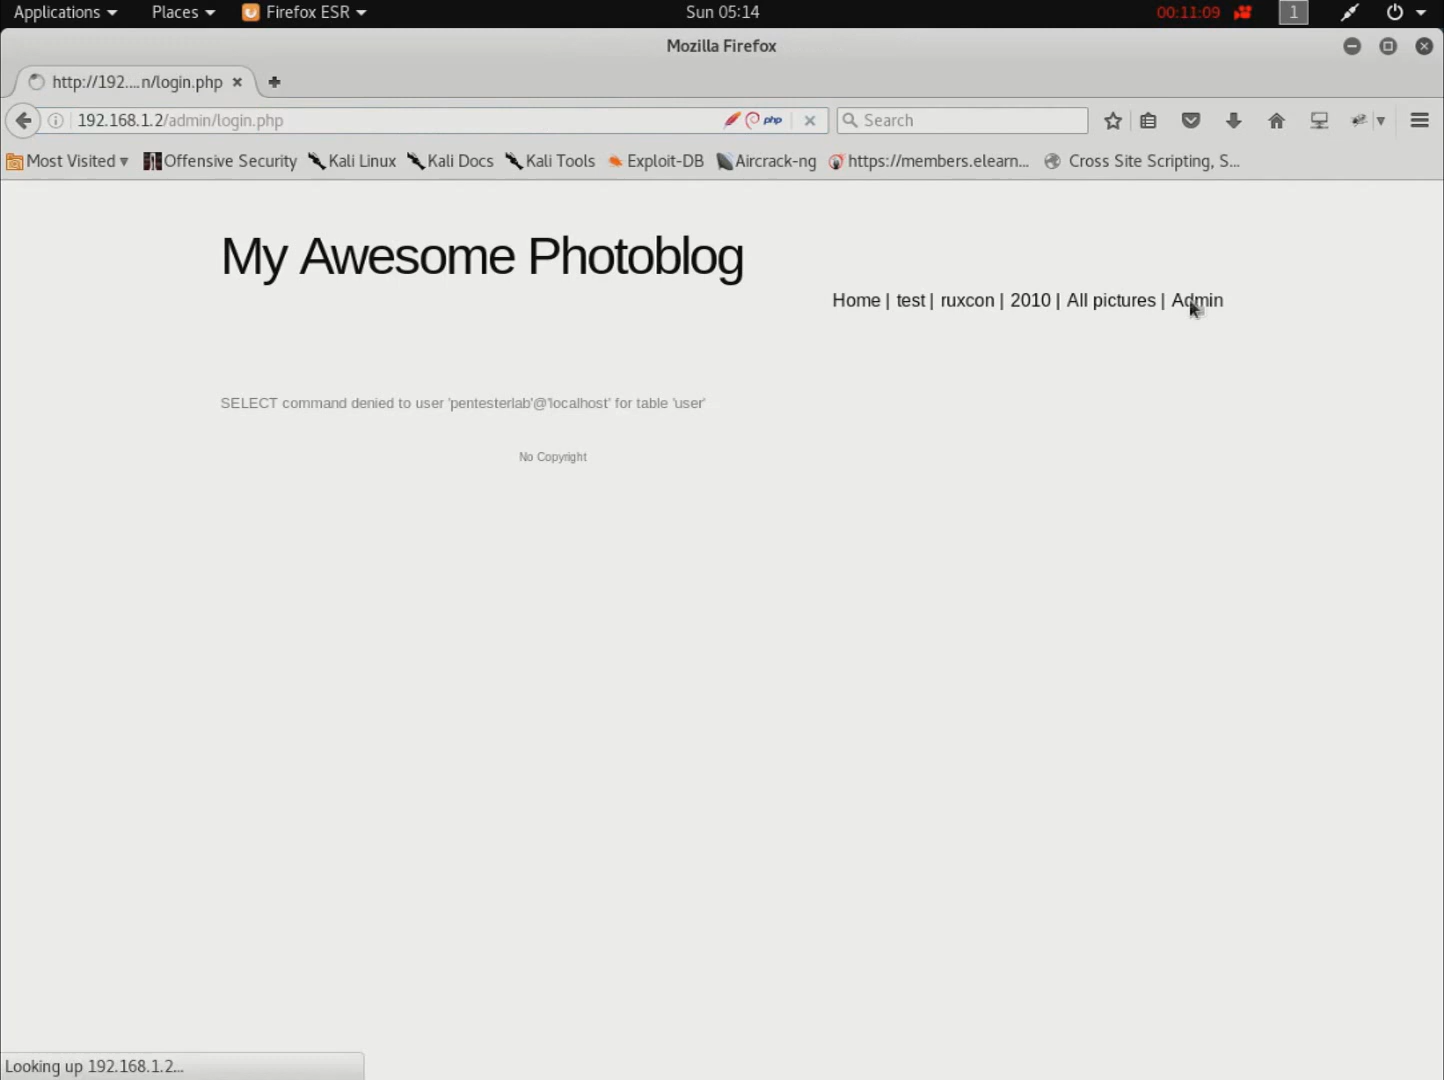 Applications Places Firefox ESR Sun 05:14 00:11:09 1
Mozilla Firefox
http://192....n/login.php
192.168.1.2/admin/login.php php Search
Most Visited Offensive Security Kali Linux Kali Docs Kali Tools Exploit-DB Aircrack-ng https://members.elearn... Cross Site Scripting, S...
My Awesome Photoblog
Home | test | ruxcon | 2010 | All pictures | Admin
SELECT command denied to user 'pentesterlab'@'localhost' for table 'user'
No Copyright
Looking up 192.168.1.2...